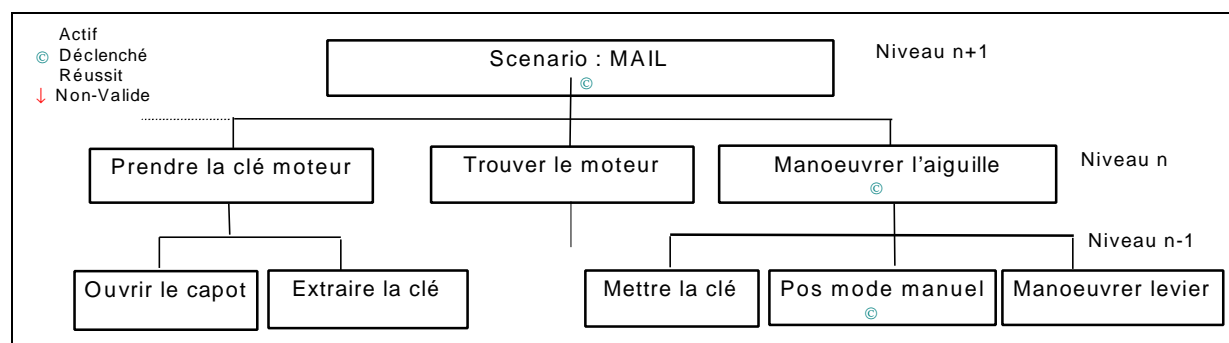 Actif
© Déclenché
Réussit
↓ Non-Valide
Scenario : MAIL
©
Niveau n+1
Prendre la clé moteur
Trouver le moteur
Manoeuvrer l'aiguille
©
Niveau n
Niveau n-1
Ouvrir le capot
Extraire la clé
Mettre la clé
Pos mode manuel
©
Manoeuvrer levier